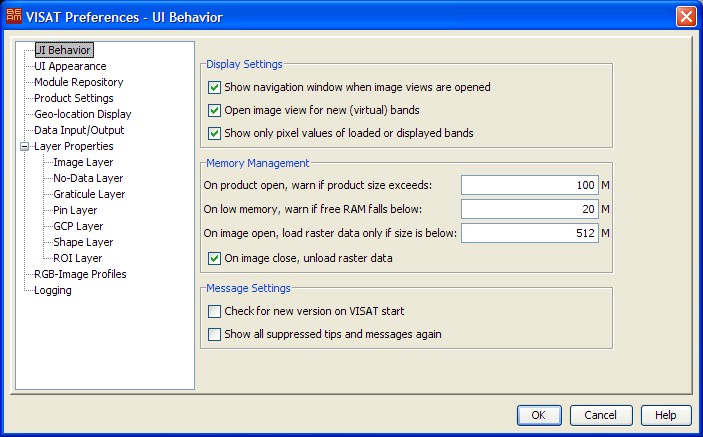 BEAM VISAT Preferences - UI Behavior
UI Behavior
UI Appearance
Module Repository
Product Settings
Geo-location Display
Data Input/Output
Layer Properties
Image Layer
No-Data Layer
Graticule Layer
Pin Layer
GCP Layer
Shape Layer
ROI Layer
RGB-Image Profiles
Logging
Display Settings
Show navigation window when image views are opened
Open image view for new (virtual) bands
Show only pixel values of loaded or displayed bands
Memory Management
On product open, warn if product size exceeds: 100 M
On low memory, warn if free RAM falls below: 20 M
On image open, load raster data only if size is below: 512 M
On image close, unload raster data
Message Settings
Check for new version on VISAT start
Show all suppressed tips and messages again
OK Cancel Help